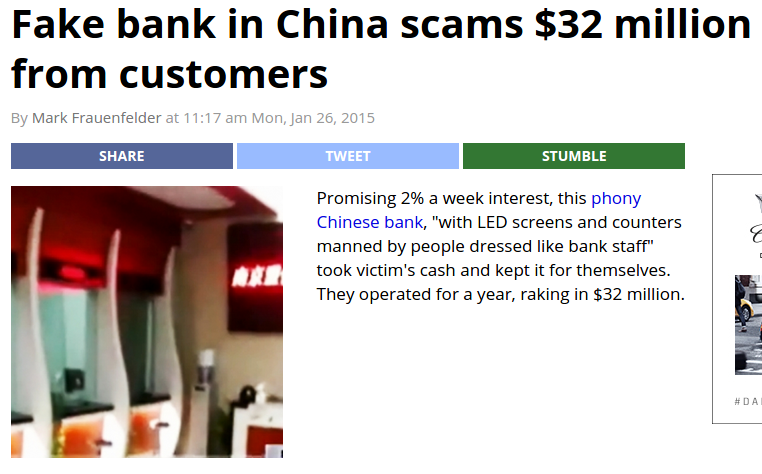 Fake bank in China scams $32 million
from customers
By Mark Frauenfelder at 11:17 am Mon, Jan 26, 2015
SHARE
TWEET
STUMBLE
Promising 2% a week interest, this phony
Chinese bank, "with LED screens and counters
manned by people dressed like bank staff"
took victim's cash and kept it for themselves.
They operated for a year, raking in $32 million.
南京盟
#DA